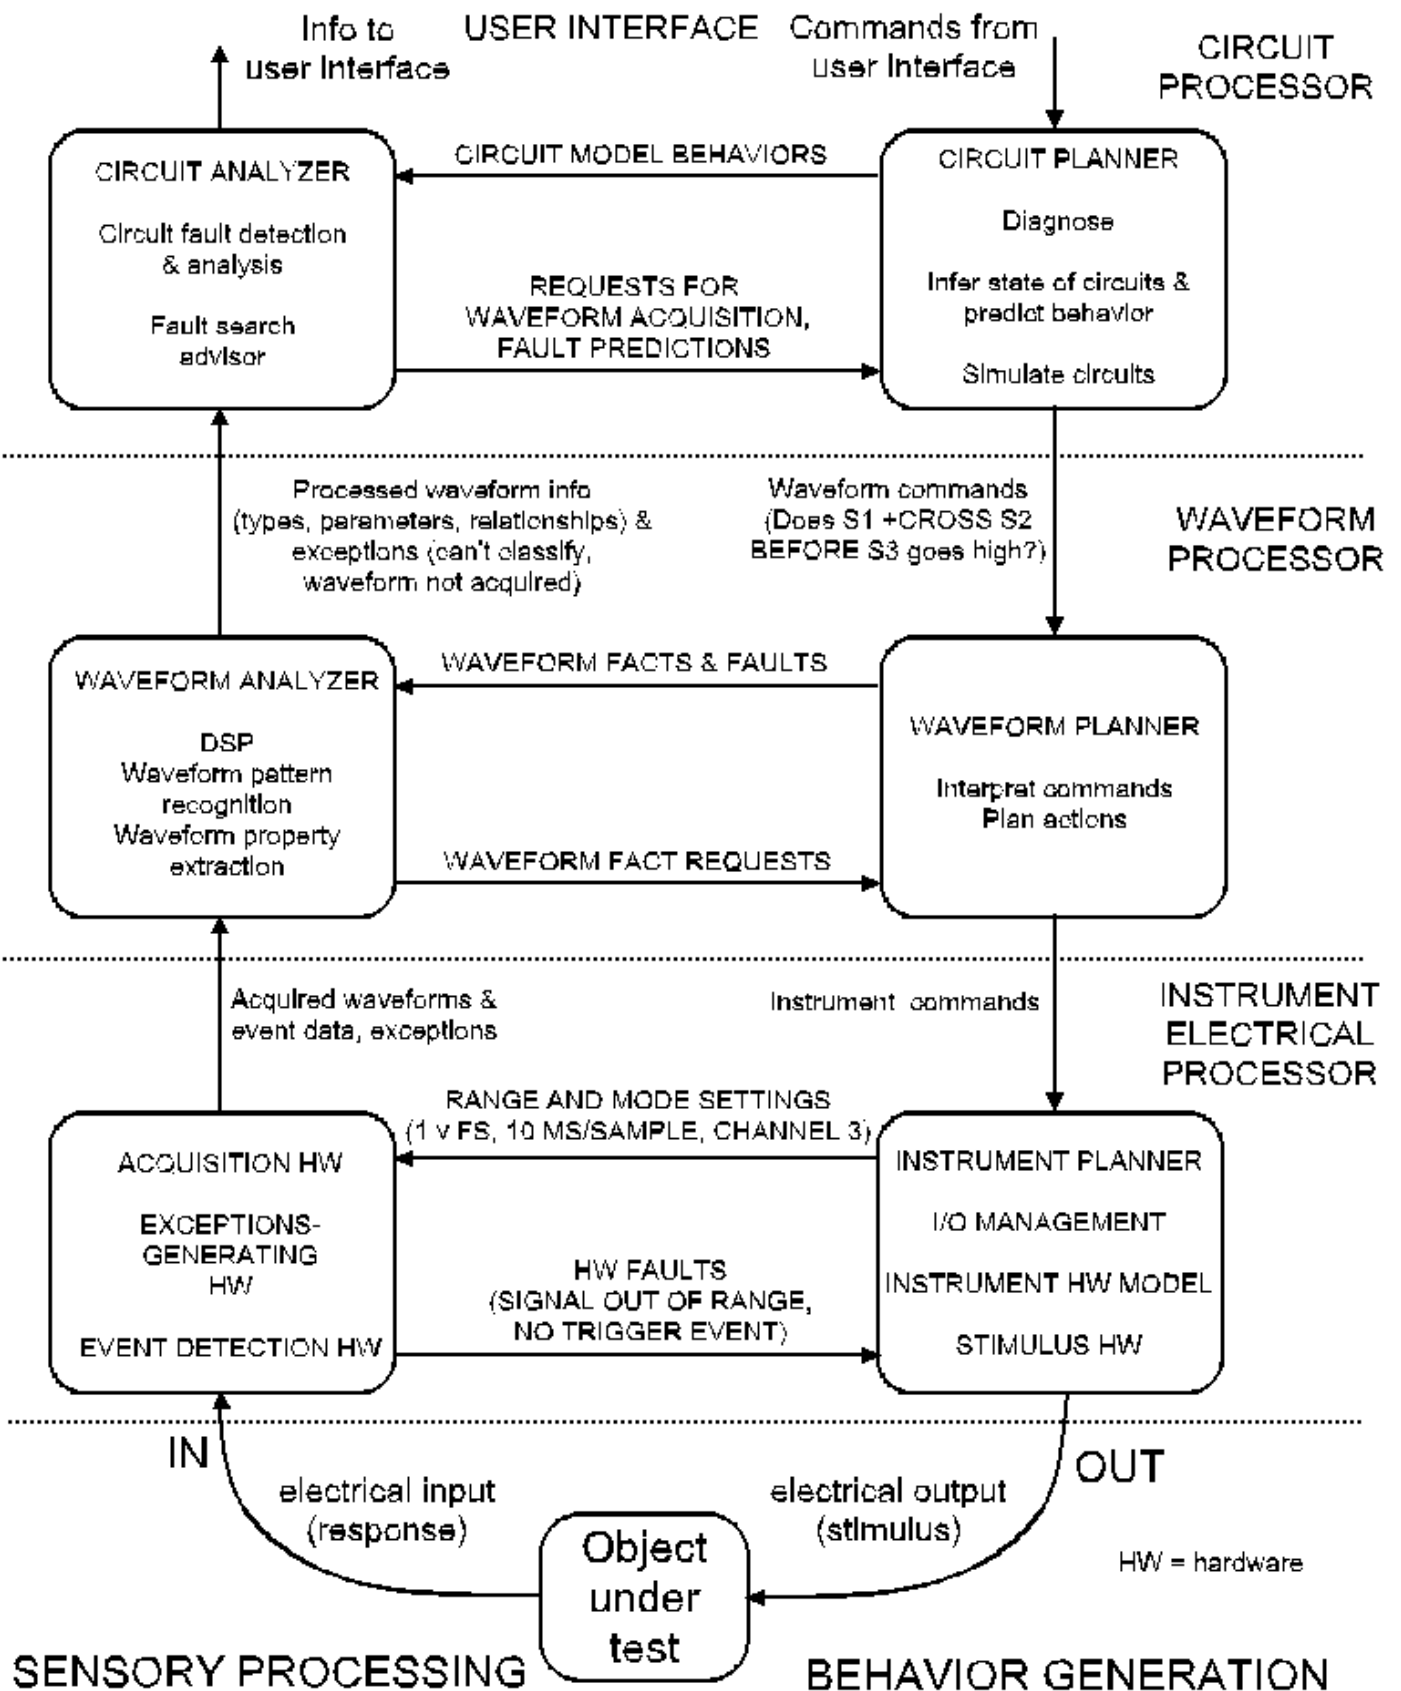 Info to
user Interface
USER INTERFACE
Commands from
user Interface
CIRCUIT
PROCESSOR
CIRCUIT ANALYZER
Circuit fault detection
& analysis
Fault search
advisor
CIRCUIT MODEL BEHAVIORS
REQUESTS FOR
WAVEFORM ACQUISITION,
FAULT PREDICTIONS
CIRCUIT PLANNER
Diagnose
Infer state of circuits &
predict behavior
Simulate circuits
Processed waveform info
(types, parameters, relationships) &
exceptions (can't classify,
waveform not acquired)
Waveform commands
(Does S1 +CROSS S2
BEFORE S3 goes high?)
WAVEFORM
PROCESSOR
WAVEFORM ANALYZER
DSP
Waveform pattern
recognition
Waveform property
extraction
WAVEFORM FACTS & FAULTS
WAVEFORM FACT REQUESTS
WAVEFORM PLANNER
Interpret commands
Plan actions
Acquired waveforms &
event data, exceptions
Instrument commands
INSTRUMENT
ELECTRICAL
PROCESSOR
RANGE AND MODE SETTINGS
(1 v FS, 10 MS/SAMPLE, CHANNEL 3)
ACQUISITION HW
EXCEPTIONS-
GENERATING
HW
EVENT DETECTION HW
HW FAULTS
(SIGNAL OUT OF RANGE,
NO TRIGGER EVENT)
INSTRUMENT PLANNER
I/O MANAGEMENT
INSTRUMENT HW MODEL
STIMULUS HW
IN
electrical input
(response)
electrical output
(stimulus)
OUT
Object
under
test
HW = hardware
SENSORY PROCESSING
BEHAVIOR GENERATION